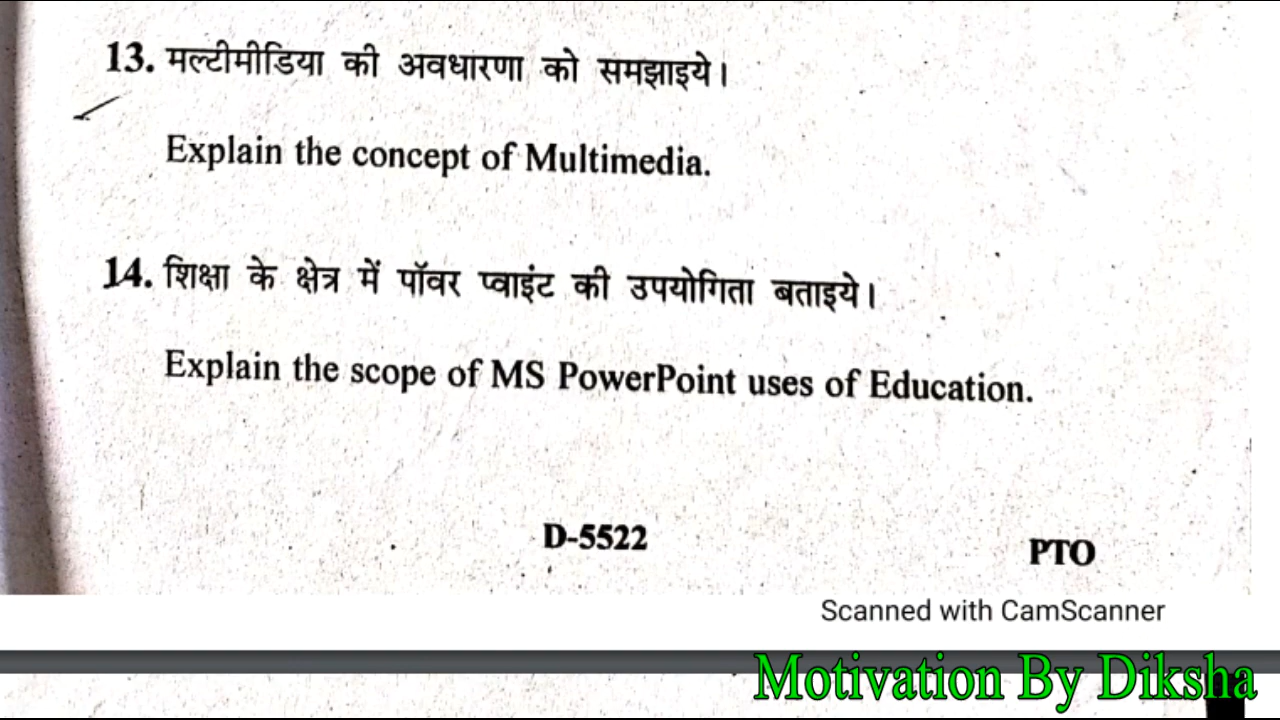 13. मल्टीमीडिया की अवधारणा को समझाइये।
Explain the concept of Multimedia.
14. शिक्षा के क्षेत्र में पॉवर प्वाइंट की उपयोगिता बताइये।
Explain the scope of MS PowerPoint uses of Education.
D-5522
PTO
Scanned with CamScanner
Motivation By Diksha